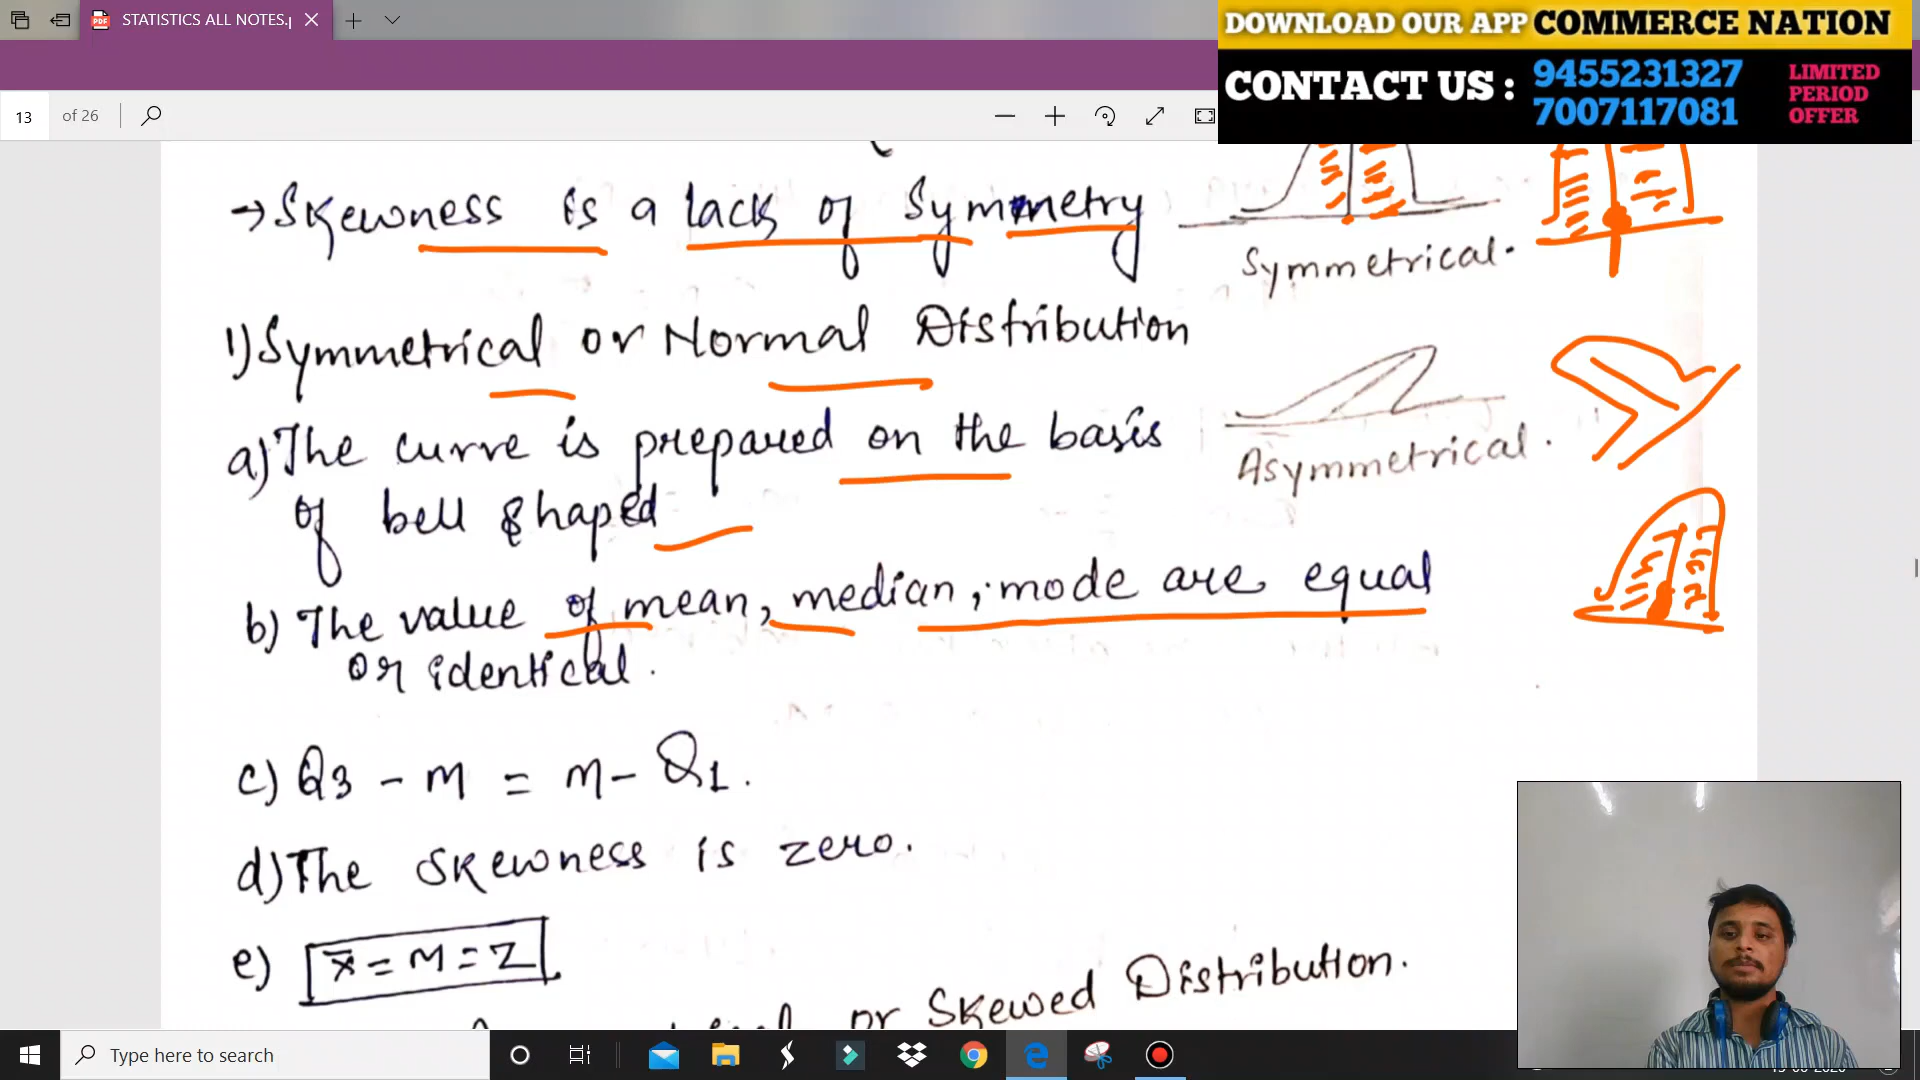 STATISTICS ALL NOTES.p
DOWNLOAD OUR APP COMMERCE NATION
CONTACT US : 9455231327
7007117081
LIMITED
PERIOD
OFFER
13 of 26
→Skewness is a lack of Symmetry
Symmetrical.
1) Symmetrical or Normal Distribution
a) The curve is prepared on the basis
of bell shaped
Asymmetrical.
b) The value of mean, median, mode are equal
or identical.
c) Q3 - M = M - Q1.
d) The Skewness is zero.
e) x̄ = M = Z
or Skewed Distribution.
Type here to search